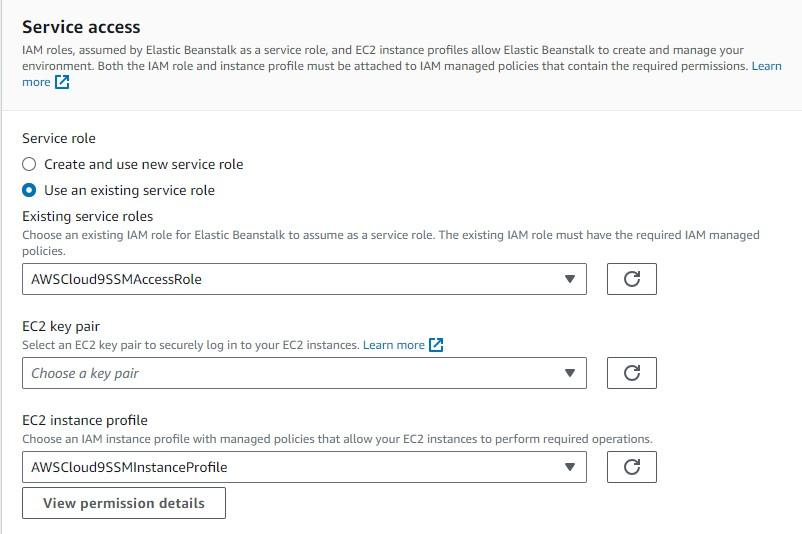 Service access
IAM roles, assumed by Elastic Beanstalk as a service role, and EC2 instance profiles allow Elastic Beanstalk to create and manage your
environment. Both the IAM role and instance profile must be attached to IAM managed policies that contain the required permissions. Learn
more
Service role
Create and use new service role
Use an existing service role
Existing service roles
Choose an existing IAM role for Elastic Beanstalk to assume as a service role. The existing IAM role must have the required IAM managed
policies.
AWSCloud9SSMAccessRole
EC2 key pair
Select an EC2 key pair to securely log in to your EC2 instances. Learn more
Choose a key pair
EC2 instance profile
Choose an IAM instance profile with managed policies that allow your EC2 instances to perform required operations.
AWSCloud9SSMInstanceProfile
View permission details